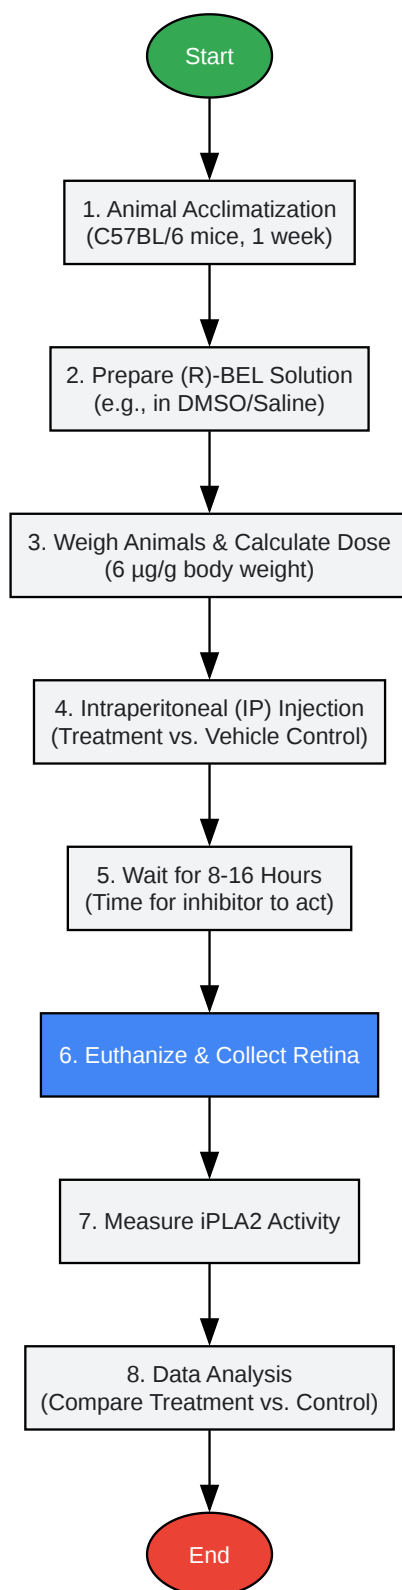 Start
1. Animal Acclimatization
(C57BL/6 mice, 1 week)
2. Prepare (R)-BEL Solution
(e.g., in DMSO/Saline)
3. Weigh Animals & Calculate Dose
(6 µg/g body weight)
4. Intraperitoneal (IP) Injection
(Treatment vs. Vehicle Control)
5. Wait for 8-16 Hours
(Time for inhibitor to act)
6. Euthanize & Collect Retina
7. Measure iPLA2 Activity
8. Data Analysis
(Compare Treatment vs. Control)
End